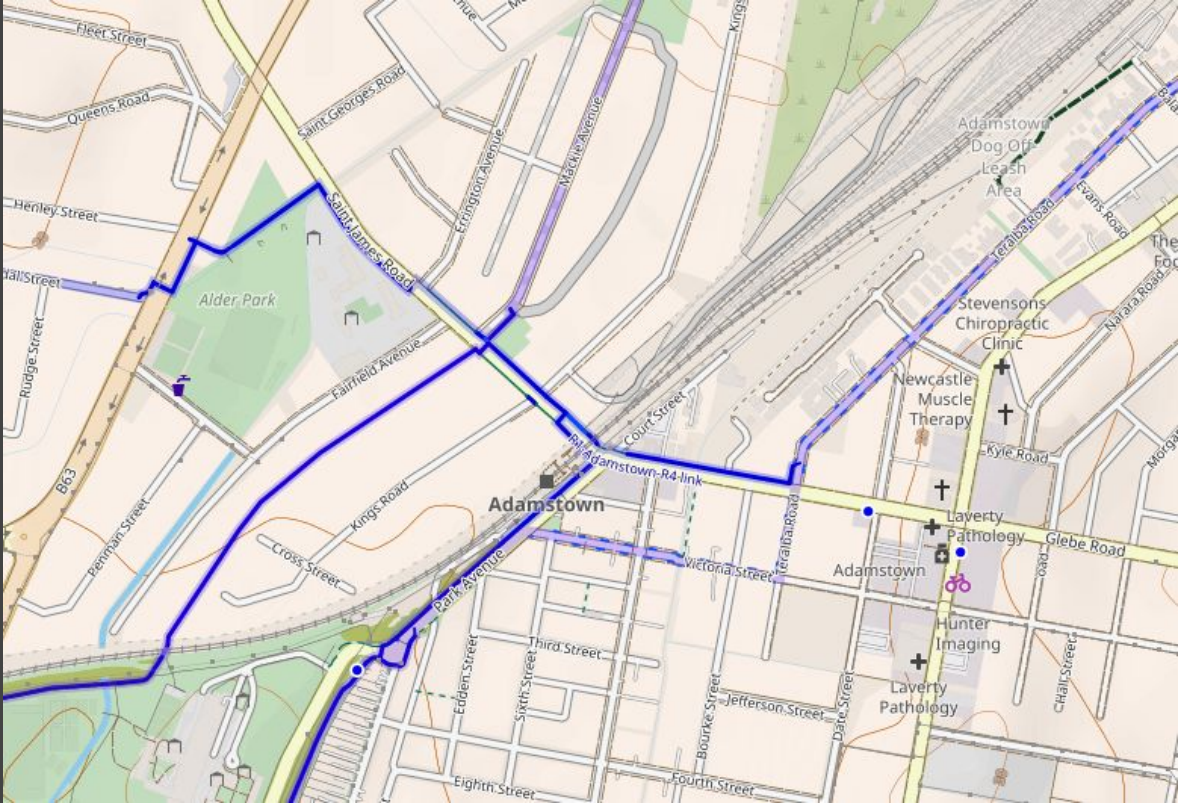 Fleet Street
Queens Road
Saint Georges Road
Errington Avenue
Mackie Avenue
Kings
Adamstown
Dog Off
Leash
Area
Evans Road
Teralba Road
Henley Street
Saint James Road
Alder Park
Rudge Street
Fairfield Avenue
Stevensons
Chiropractic
Clinic
Narara Road
Newcastle
Muscle
Therapy
Court Street
R4 Adamstown-R4 link
Kyle Road
B63
Adamstown
Kings Road
Penman Street
Cross Street
Teralba Road
Laverty
Pathology
Glebe Road
Adamstown
Victoria Street
Park Avenue
Hunter
Imaging
Third Street
Edden Street
Sixth Street
Bourke Street
Jefferson Street
Date Street
Laverty
Pathology
Hall Street
Eighth Street
Fourth Street